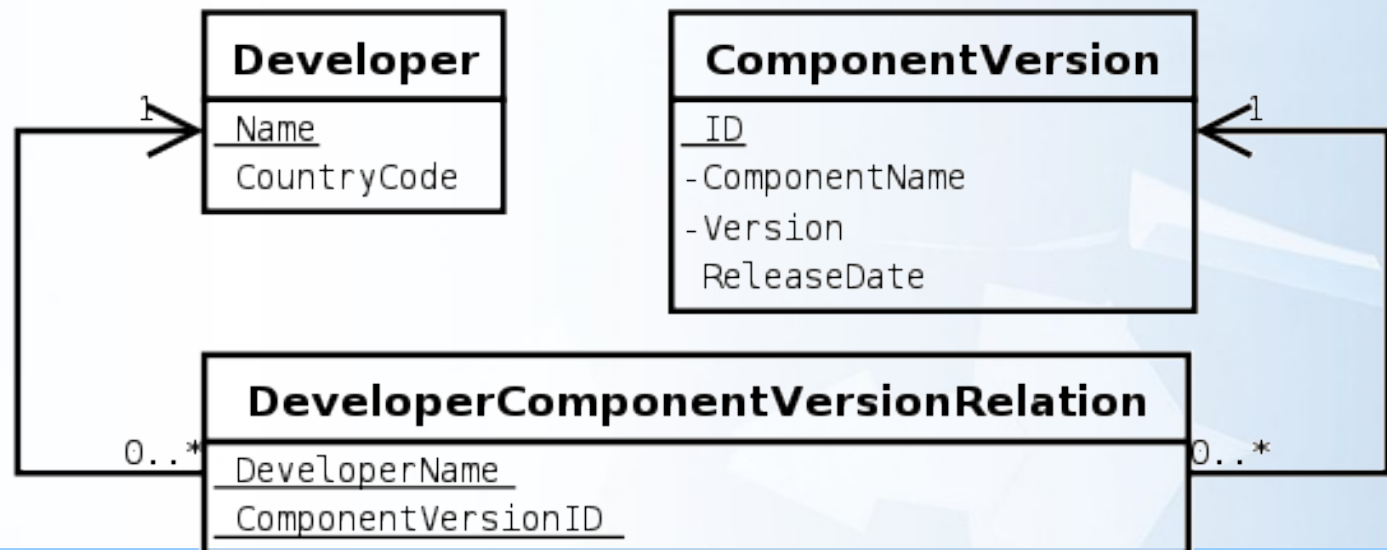 Developer
1
Name
CountryCode
ComponentVersion
1
ID
-ComponentName
-Version
ReleaseDate
DeveloperComponentVersionRelation
0..*
0..*
DeveloperName
ComponentVersionID